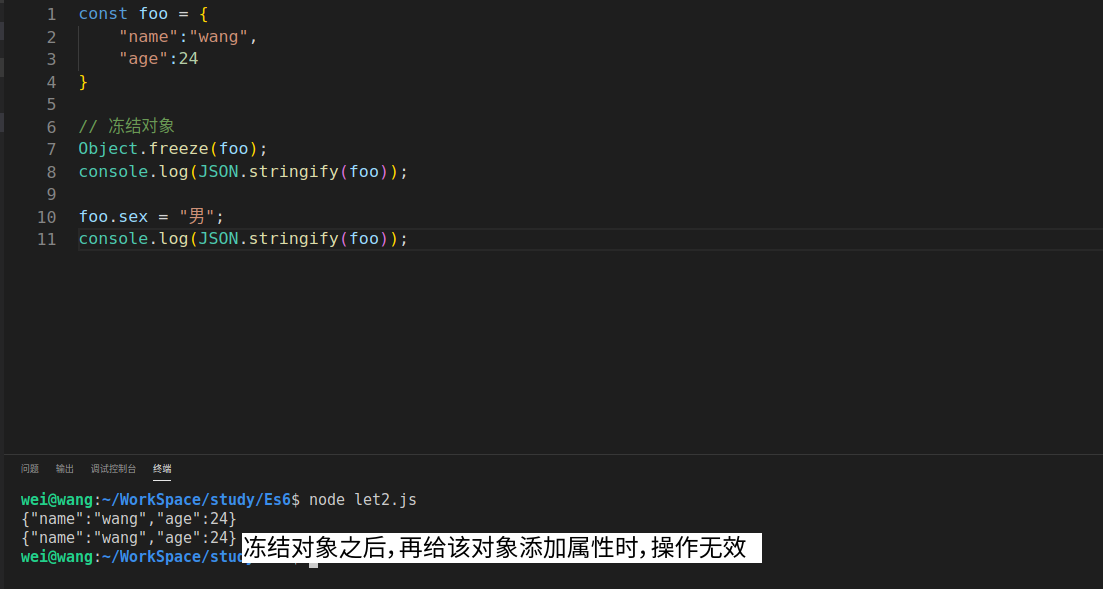 1 const foo = {
2 "name":"wang",
3 "age":24
4 }
5
6 // 冻结对象
7 Object.freeze(foo);
8 console.log(JSON.stringify(foo));
9
10 foo.sex = "男";
11 console.log(JSON.stringify(foo));
问题 输出 调试控制台 终端
wei@wang:~/WorkSpace/study/Es6$ node let2.js
{"name":"wang","age":24}
{"name":"wang","age":24}
冻结对象之后,再给该对象添加属性时,操作无效
wei@wang:~/WorkSpace/stu